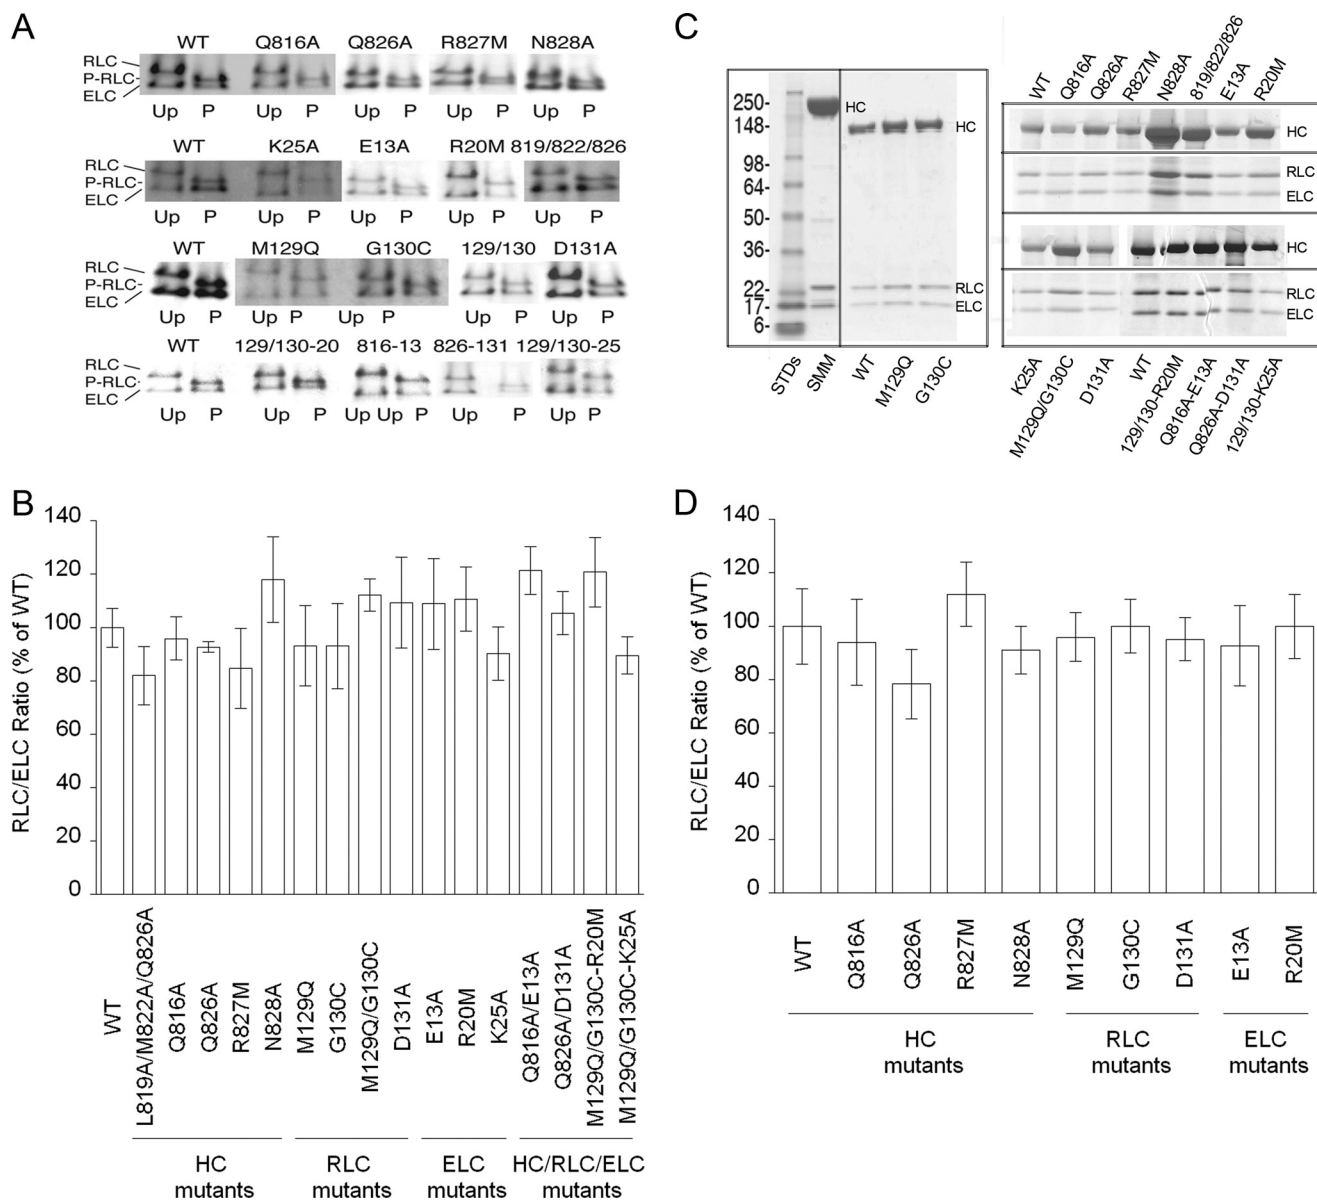 A
WT Q816A Q826A R827M N828A
RLC
P-RLC
ELC
Up P Up P Up P Up P Up P
WT K25A E13A R20M 819/822/826
RLC
P-RLC
ELC
Up P Up P Up P Up P Up P
WT M129Q G130C 129/130 D131A
RLC
P-RLC
ELC
Up P Up P Up P Up P Up P
WT 129/130-20 816-13 826-131 129/130-25
RLC
P-RLC
ELC
Up P Up P Up Up P Up P Up P
C
250-
148-
98-
64-
50-
36-
22-
17-
6-
HC
HC
RLC
ELC
STDs SMM WT M129Q G130C
WT Q816A Q826A R827M N828A 819/822/826 E13A R20M
HC
RLC
ELC
HC
RLC
ELC
K25A M129Q/G130C D131A WT 129/130-R20M Q816A-E13A Q826A-D131A 129/130-K25A
B
RLC/ELC Ratio (% of WT)
140
120
100
80
60
40
20
0
WT L819A/M822A/Q826A Q816A Q826A R827M N828A M129Q G130C M129Q/G130C D131A E13A R20M K25A Q816A/E13A Q826A/D131A M129Q/G130C-R20M M129Q/G130C-K25A
HC mutants
RLC mutants
ELC mutants
HC/RLC/ELC mutants
D
RLC/ELC Ratio (% of WT)
140
120
100
80
60
40
20
0
WT Q816A Q826A R827M N828A M129Q G130C D131A E13A R20M
HC mutants
RLC mutants
ELC mutants